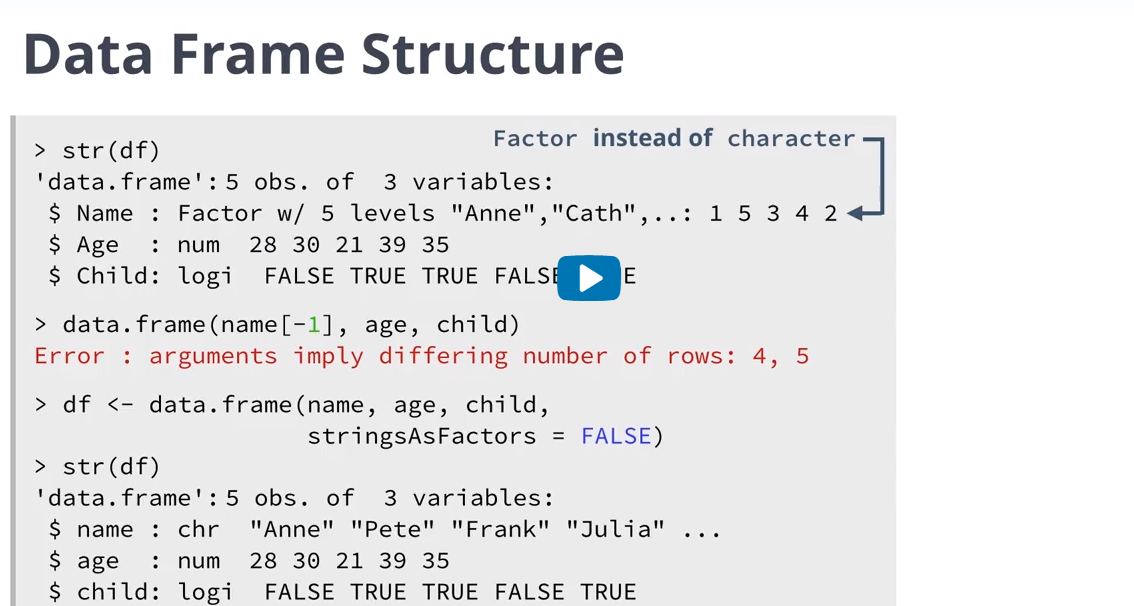 Data Frame Structure
Factor instead of character
> str(df)
'data.frame': 5 obs. of  3 variables:
 $ Name : Factor w/ 5 levels "Anne","Cath",..: 1 5 3 4 2
 $ Age  : num  28 30 21 39 35
 $ Child: logi  FALSE TRUE TRUE
> data.frame(name[-1], age, child)
Error : arguments imply differing number of rows: 4, 5
> df <- data.frame(name, age, child,
                   stringsAsFactors = FALSE)
> str(df)
'data.frame': 5 obs. of  3 variables:
 $ name : chr  "Anne" "Pete" "Frank" "Julia" ...
 $ age  : num  28 30 21 39 35
 $ child: logi  FALSE TRUE TRUE FALSE TRUE